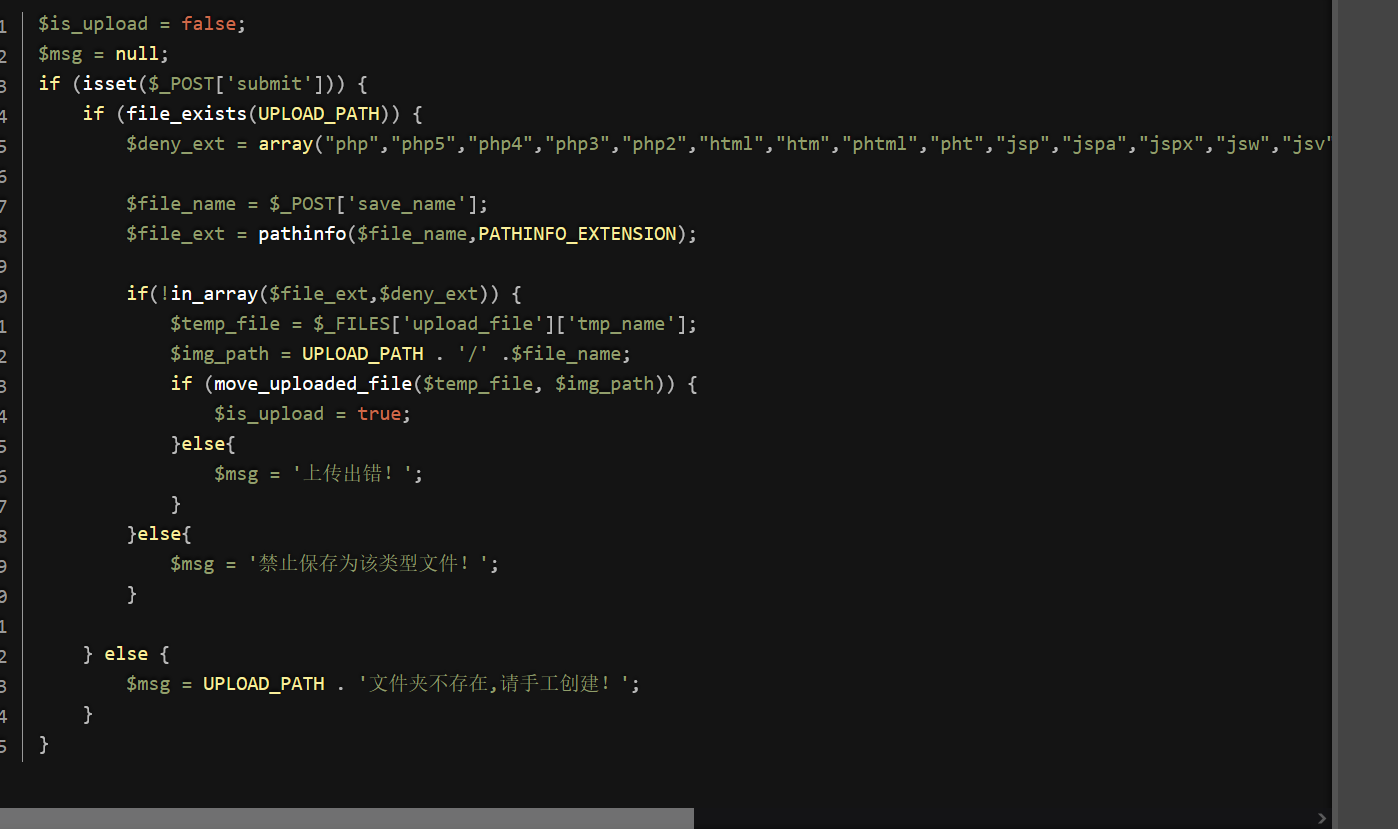 1 $is_upload = false;
2 $msg = null;
3 if (isset($_POST['submit'])) {
4     if (file_exists(UPLOAD_PATH)) {
5         $deny_ext = array("php","php5","php4","php3","php2","html","htm","phtml","pht","jsp","jspa","jspx","jsw","jsv"
6
7         $file_name = $_POST['save_name'];
8         $file_ext = pathinfo($file_name,PATHINFO_EXTENSION);
9
0         if(!in_array($file_ext,$deny_ext)) {
1             $temp_file = $_FILES['upload_file']['tmp_name'];
2             $img_path = UPLOAD_PATH . '/' .$file_name;
3             if (move_uploaded_file($temp_file, $img_path)) {
4                 $is_upload = true;
5             }else{
6                 $msg = '上传出错！';
7             }
8         }else{
9             $msg = '禁止保存为该类型文件！';
0         }
1
2     } else {
3         $msg = UPLOAD_PATH . '文件夹不存在,请手工创建！';
4     }
5 }